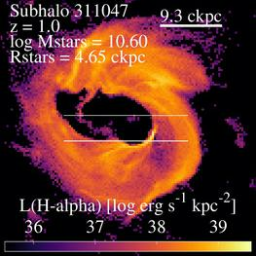 Subhalo 311047
9.3 ckpc
z = 1.0
log Mstars = 10.60
Rstars = 4.65 ckpc
L(H-alpha) [log erg s⁻¹ kpc⁻²]
36 37 38 39